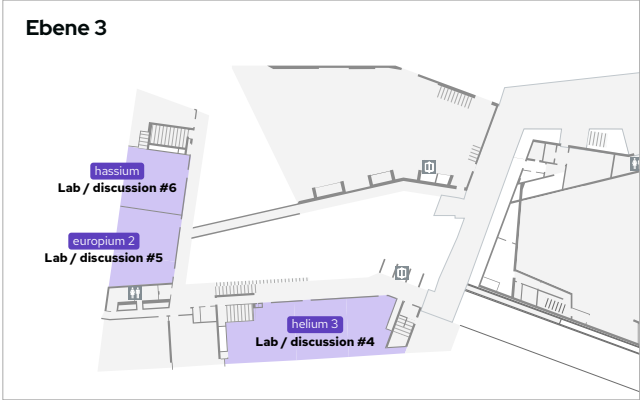 Ebene 3
hassium
Lab / discussion #6
europium 2
Lab / discussion #5
helium 3
Lab / discussion #4